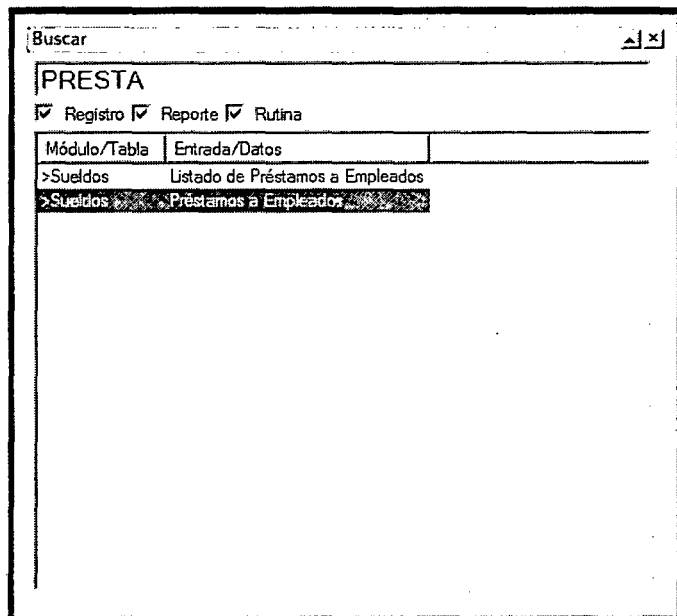 Buscar
PRESTA
Registro Reporte Rutina
Módulo/Tabla Entrada/Datos
>Sueldos Listado de Préstamos a Empleados
>Sueldos Préstamos a Empleados